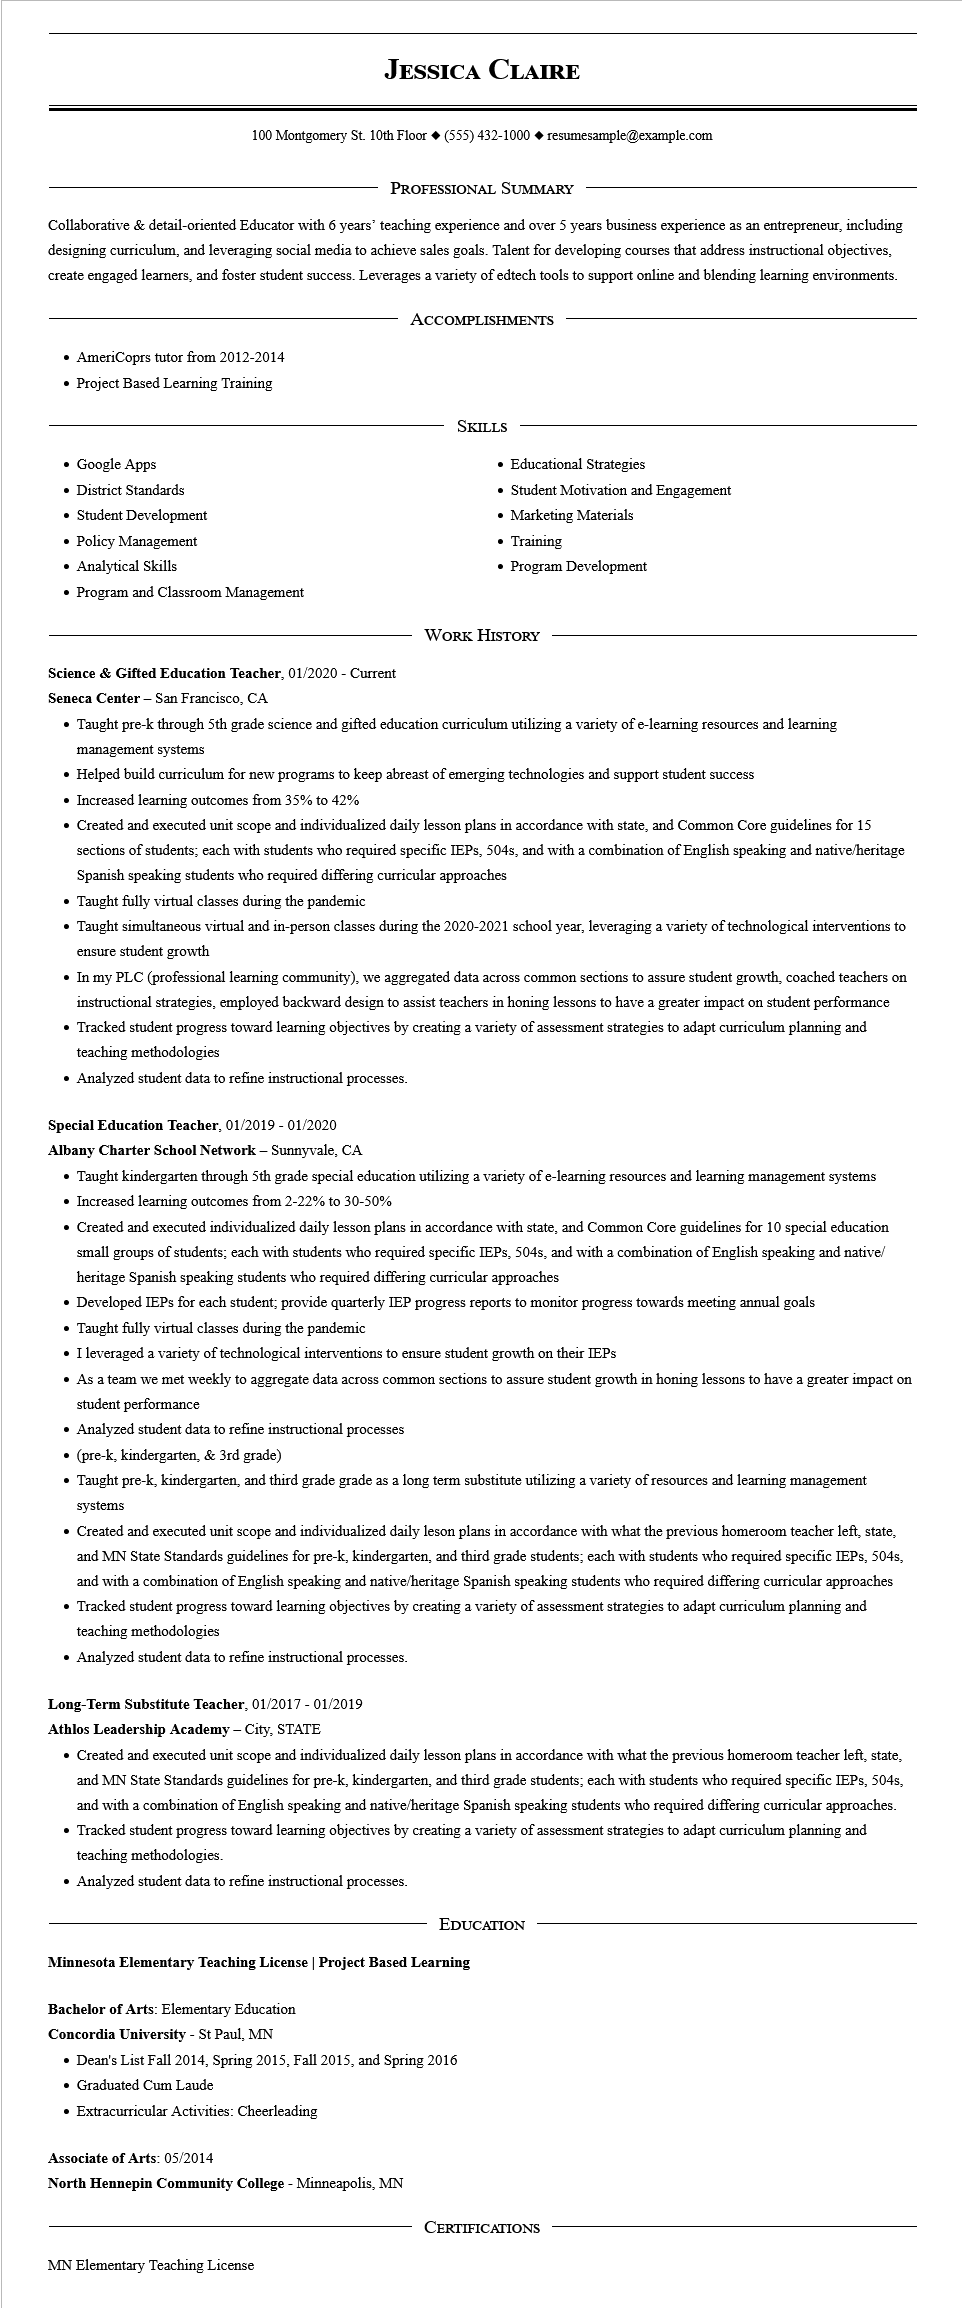 Jessica Claire
100 Montgomery St. 10th Floor ◆ (555) 432-1000 ◆ resumesample@example.com
Professional Summary
Collaborative & detail-oriented Educator with 6 years’ teaching experience and over 5 years business experience as an entrepreneur, including
designing curriculum, and leveraging social media to achieve sales goals. Talent for developing courses that address instructional objectives,
create engaged learners, and foster student success. Leverages a variety of edtech tools to support online and blending learning environments.
Accomplishments
• AmeriCoprs tutor from 2012-2014
• Project Based Learning Training
Skills
• Google Apps
• District Standards
• Student Development
• Policy Management
• Analytical Skills
• Program and Classroom Management
• Educational Strategies
• Student Motivation and Engagement
• Marketing Materials
• Training
• Program Development
Work History
Science & Gifted Education Teacher, 01/2020 - Current
Seneca Center – San Francisco, CA
• Taught pre-k through 5th grade science and gifted education curriculum utilizing a variety of e-learning resources and learning
management systems
• Helped build curriculum for new programs to keep abreast of emerging technologies and support student success
• Increased learning outcomes from 35% to 42%
• Created and executed unit scope and individualized daily lesson plans in accordance with state, and Common Core guidelines for 15
sections of students; each with students who required specific IEPs, 504s, and with a combination of English speaking and native/heritage
Spanish speaking students who required differing curricular approaches
• Taught fully virtual classes during the pandemic
• Taught simultaneous virtual and in-person classes during the 2020-2021 school year, leveraging a variety of technological interventions to
ensure student growth
• In my PLC (professional learning community), we aggregated data across common sections to assure student growth, coached teachers on
instructional strategies, employed backward design to assist teachers in honing lessons to have a greater impact on student performance
• Tracked student progress toward learning objectives by creating a variety of assessment strategies to adapt curriculum planning and
teaching methodologies
• Analyzed student data to refine instructional processes.
Special Education Teacher, 01/2019 - 01/2020
Albany Charter School Network – Sunnyvale, CA
• Taught kindergarten through 5th grade special education utilizing a variety of e-learning resources and learning management systems
• Increased learning outcomes from 2-22% to 30-50%
• Created and executed individualized daily lesson plans in accordance with state, and Common Core guidelines for 10 special education
small groups of students; each with students who required specific IEPs, 504s, and with a combination of English speaking and native/
heritage Spanish speaking students who required differing curricular approaches
• Developed IEPs for each student; provide quarterly IEP progress reports to monitor progress towards meeting annual goals
• Taught fully virtual classes during the pandemic
• I leveraged a variety of technological interventions to ensure student growth on their IEPs
• As a team we met weekly to aggregate data across common sections to assure student growth in honing lessons to have a greater impact on
student performance
• Analyzed student data to refine instructional processes
• (pre-k, kindergarten, & 3rd grade)
• Taught pre-k, kindergarten, and third grade grade as a long term substitute utilizing a variety of resources and learning management
systems
• Created and executed unit scope and individualized daily leson plans in accordance with what the previous homeroom teacher left, state,
and MN State Standards guidelines for pre-k, kindergarten, and third grade students; each with students who required specific IEPs, 504s,
and with a combination of English speaking and native/heritage Spanish speaking students who required differing curricular approaches
• Tracked student progress toward learning objectives by creating a variety of assessment strategies to adapt curriculum planning and
teaching methodologies
• Analyzed student data to refine instructional processes.
Long-Term Substitute Teacher, 01/2017 - 01/2019
Athlos Leadership Academy – City, STATE
• Created and executed unit scope and individualized daily lesson plans in accordance with what the previous homeroom teacher left, state,
and MN State Standards guidelines for pre-k, kindergarten, and third grade students; each with students who required specific IEPs, 504s,
and with a combination of English speaking and native/heritage Spanish speaking students who required differing curricular approaches.
• Tracked student progress toward learning objectives by creating a variety of assessment strategies to adapt curriculum planning and
teaching methodologies.
• Analyzed student data to refine instructional processes.
Education
Minnesota Elementary Teaching License | Project Based Learning
Bachelor of Arts: Elementary Education
Concordia University - St Paul, MN
• Dean's List Fall 2014, Spring 2015, Fall 2015, and Spring 2016
• Graduated Cum Laude
• Extracurricular Activities: Cheerleading
Associate of Arts: 05/2014
North Hennepin Community College - Minneapolis, MN
Certifications
MN Elementary Teaching License